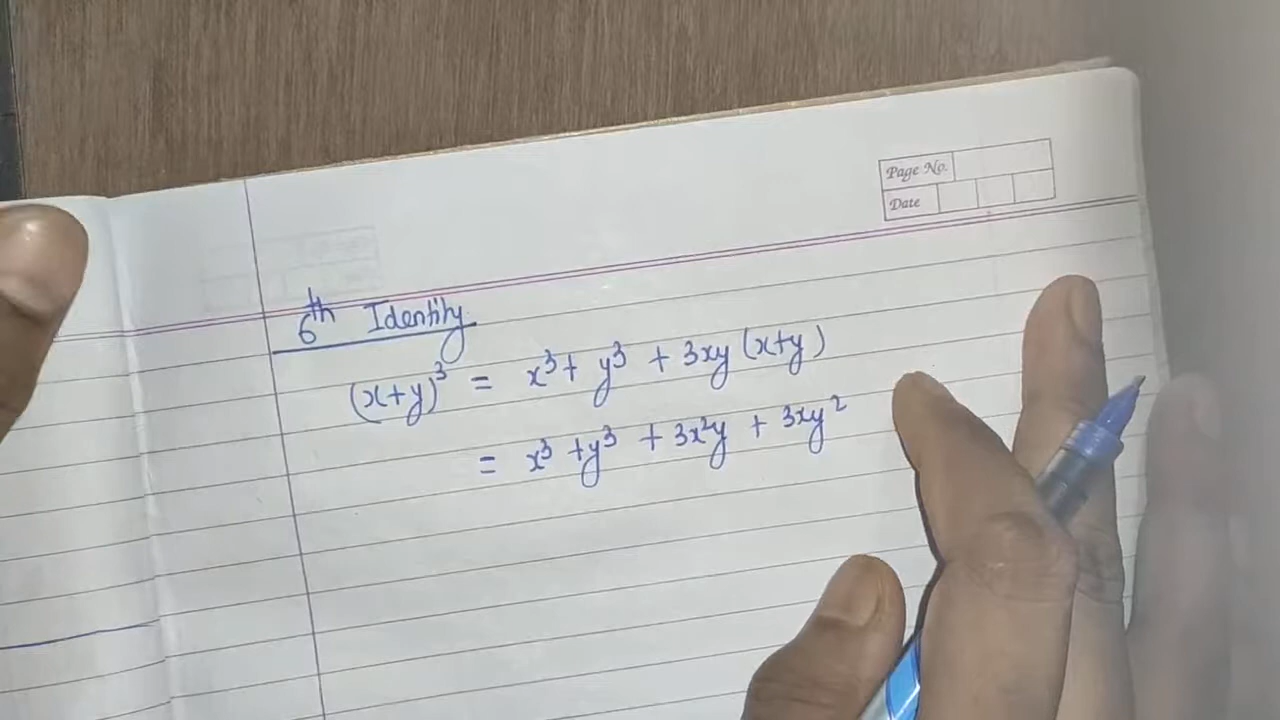 Page No.
Date
6th Identity
(x+y)³ = x³ + y³ + 3xy (x+y)
= x³ + y³ + 3x²y + 3xy²